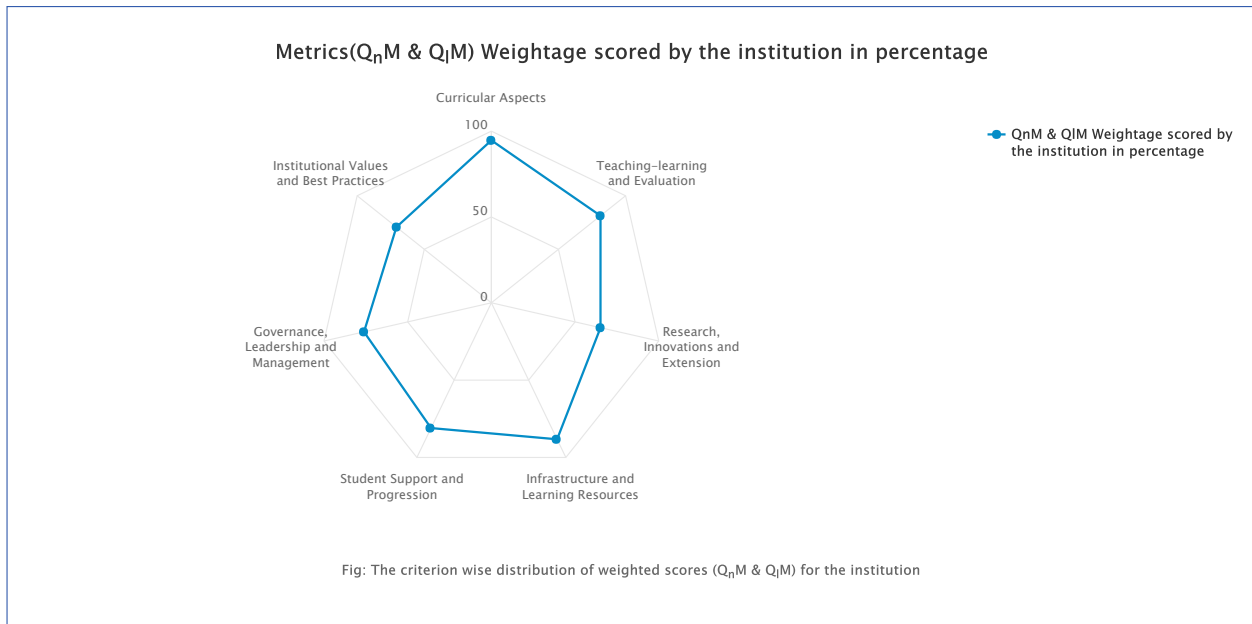 Metrics(QnM & QlM) Weightage scored by the institution in percentage
Curricular Aspects
100
50
0
Teaching-learning
and Evaluation
Research,
Innovations and
Extension
Infrastructure and
Learning Resources
Student Support and
Progression
Governance,
Leadership and
Management
Institutional Values
and Best Practices
QnM & QlM Weightage scored by
the institution in percentage
Fig: The criterion wise distribution of weighted scores (QnM & QlM) for the institution